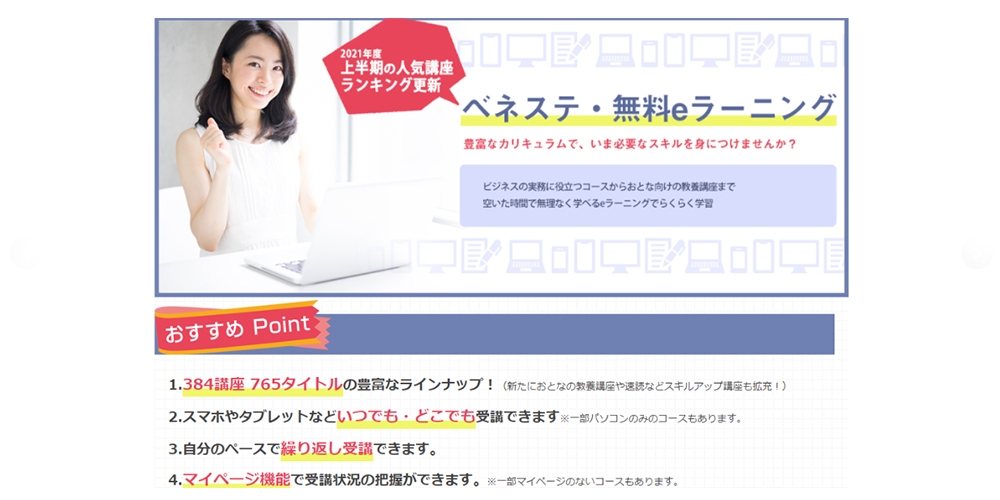 2021年度
上半期の人気講座
ランキング更新
ベネステ・無料eラーニング
豊富なカリキュラムで、いま必要なスキルを身につけませんか？
ビジネスの実務に役立つコースからおとな向けの教養講座まで
空いた時間で無理なく学べるeラーニングでらくらく学習
おすすめ Point
1.384講座 765タイトルの豊富なラインナップ！（新たにおとなの教養講座や速読などスキルアップ講座も拡充！）
2.スマホやタブレットなどいつでも・どこでも受講できます※一部パソコンのみのコースもあります。
3.自分のペースで繰り返し受講できます。
4.マイページ機能で受講状況の把握ができます。※一部マイページのないコースもあります。